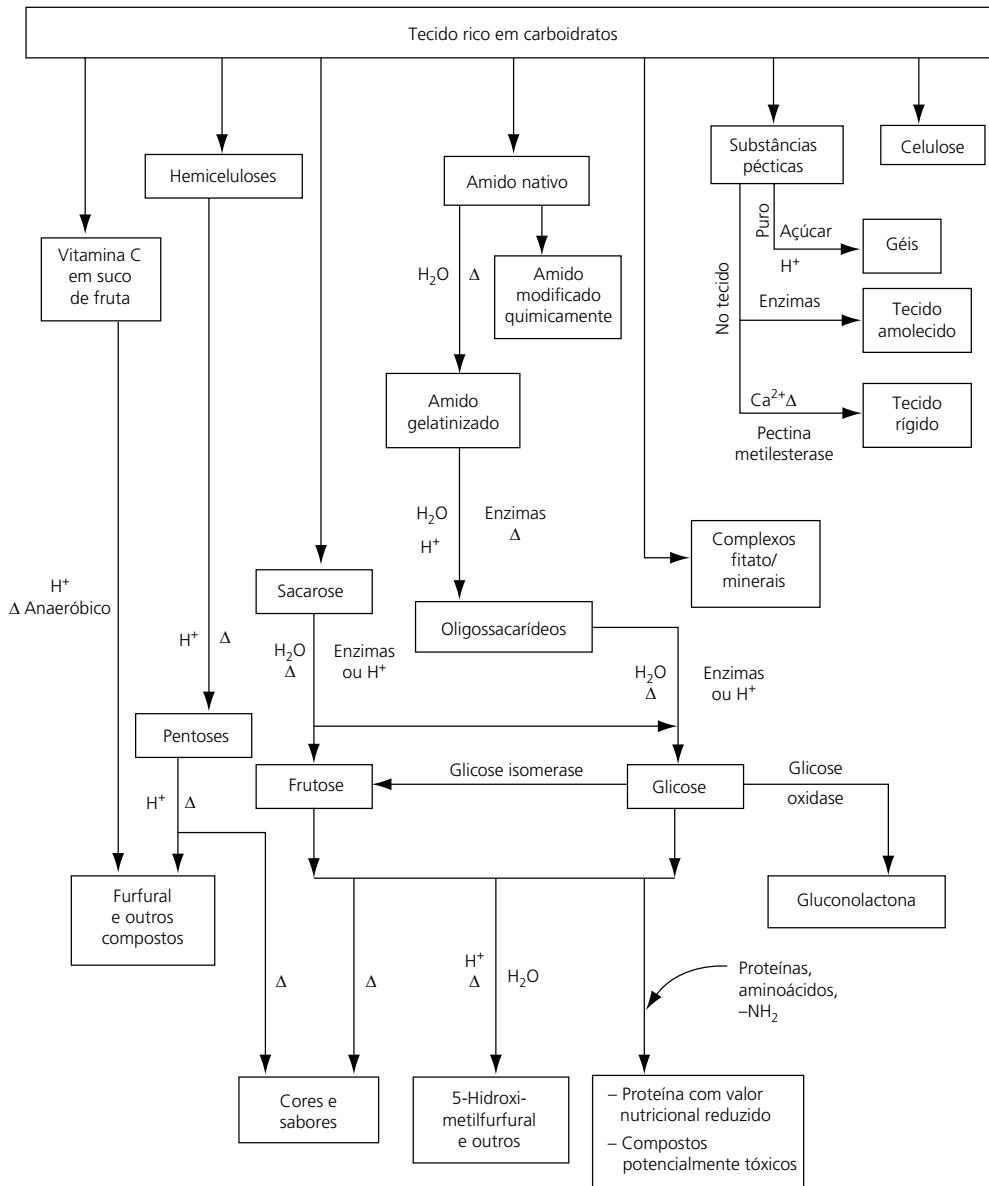 Tecido rico em carboidratos
Hemiceluloses
Amido nativo
Substâncias
pécticas
Celulose
Vitamina C
em suco
de fruta
H₂O
Δ
Amido
modificado
quimicamente
Puro
Açúcar
H⁺
Géis
No tecido
Enzimas
Tecido
amolecido
Amido
gelatinizado
Ca²⁺Δ
Pectina
metilesterase
Tecido
rígido
H₂O
H⁺
Enzimas
Δ
Complexos
fitato/
minerais
H⁺
Δ Anaeróbico
Sacarose
Oligossacarídeos
H⁺
Δ
H₂O
Δ
Enzimas
ou H⁺
H₂O
Δ
Enzimas
ou H⁺
Pentoses
Frutose
Glicose isomerase
Glicose
Glicose
oxidase
H⁺
Δ
Furfural
e outros
compostos
Gluconolactona
Δ
Δ
H⁺
Δ
H₂O
Proteínas,
aminoácidos,
–NH₂
Cores e
sabores
5-Hidroxi-
metilfurfural
e outros
– Proteína com valor
nutricional reduzido
– Compostos
potencialmente tóxicos